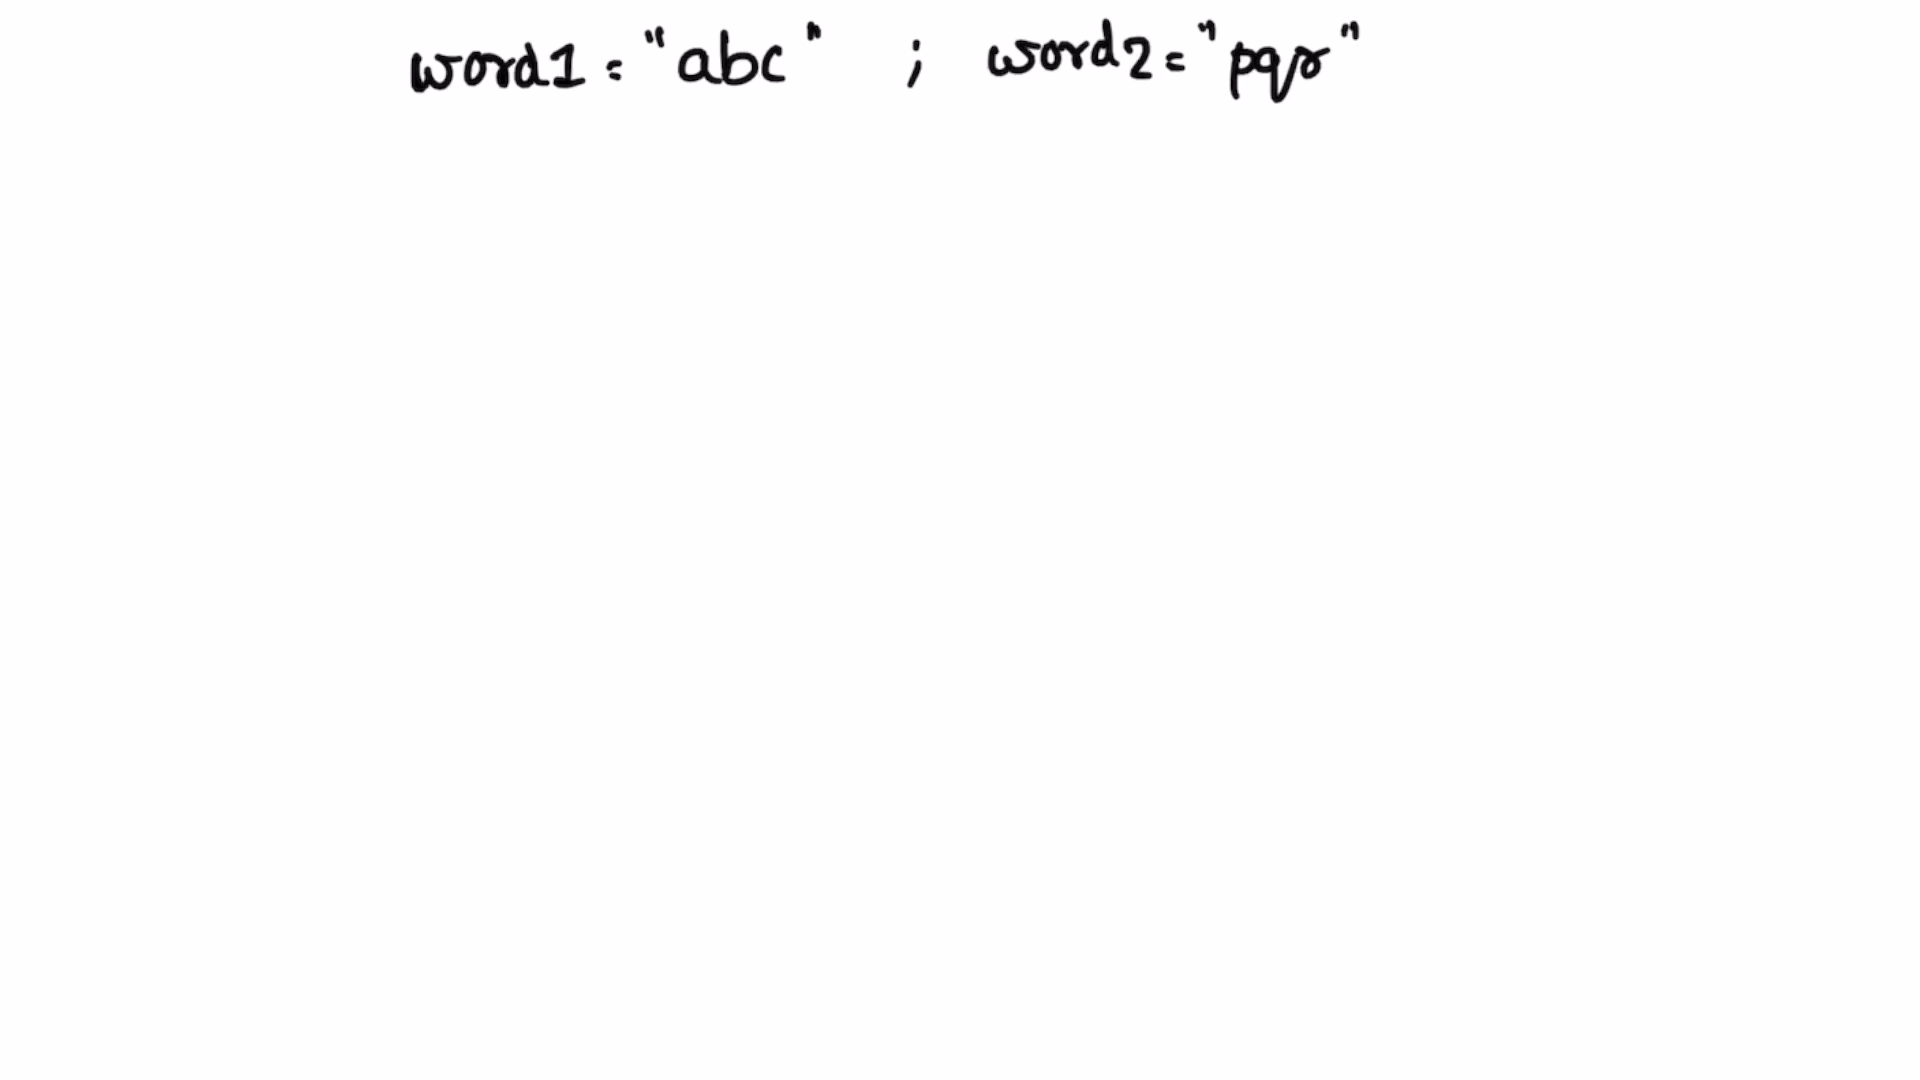 word1 = "abc" ; word2 = "pqr"